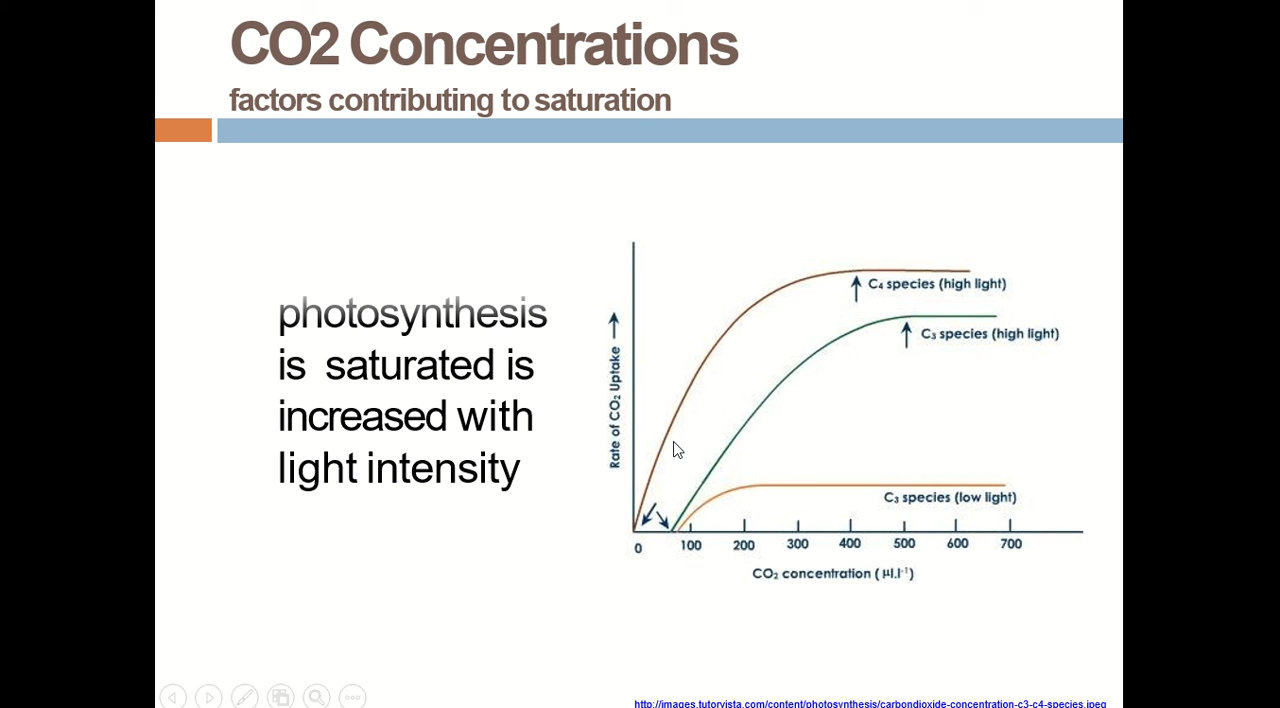 CO2 Concentrations
factors contributing to saturation
photosynthesis
is saturated is
increased with
light intensity
Rate of CO₂ Uptake
C₄ species (high light)
C₃ species (high light)
C₃ species (low light)
0 100 200 300 400 500 600 700
CO₂ concentration ( µl.l⁻¹)
http://images.tutorvista.com/content/photosynthesis/carbondioxide-concentration-c3-c4-species.jpeg